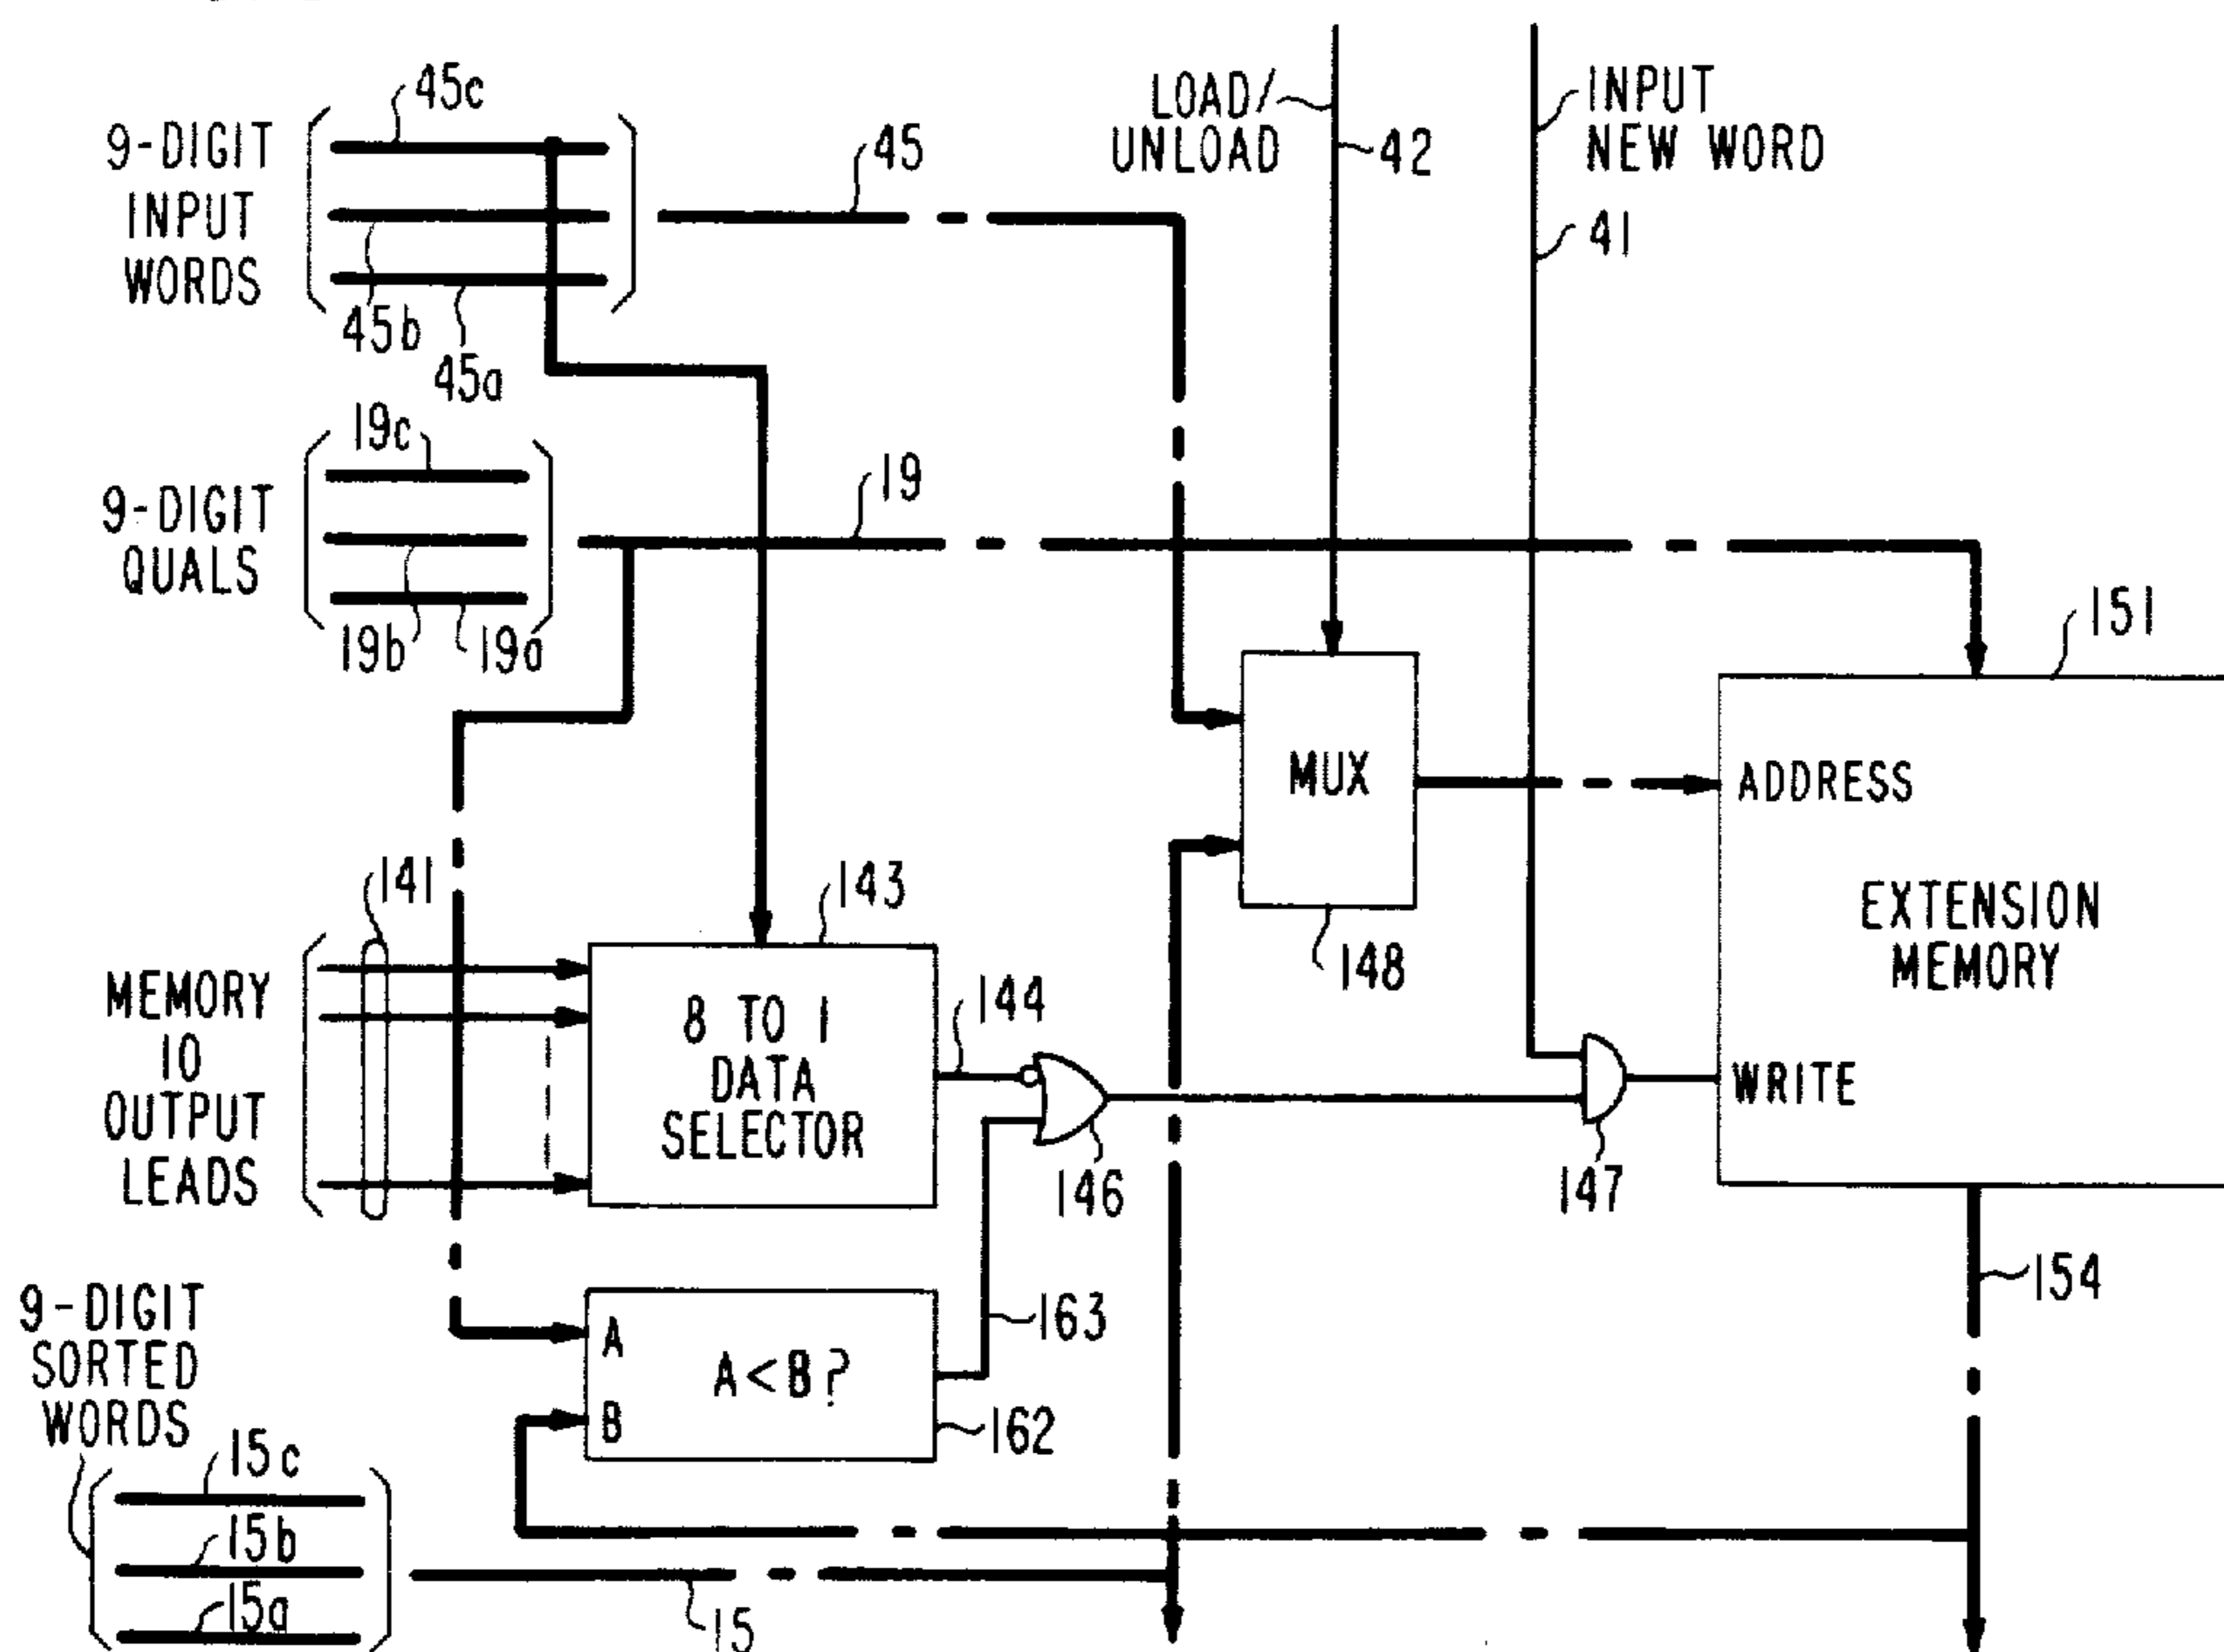 45c
9-DIGIT
INPUT
WORDS
45
45b
45a
LOAD/
UNLOAD
42
INPUT
NEW WORD
41
19c
9-DIGIT
QUALS
19
19b
19a
151
MUX
148
ADDRESS
EXTENSION
MEMORY
WRITE
141
143
MEMORY
10
OUTPUT
LEADS
8 TO 1
DATA
SELECTOR
144
146
147
154
9-DIGIT
SORTED
WORDS
A
A<B?
B
163
162
15c
15b
15a
15